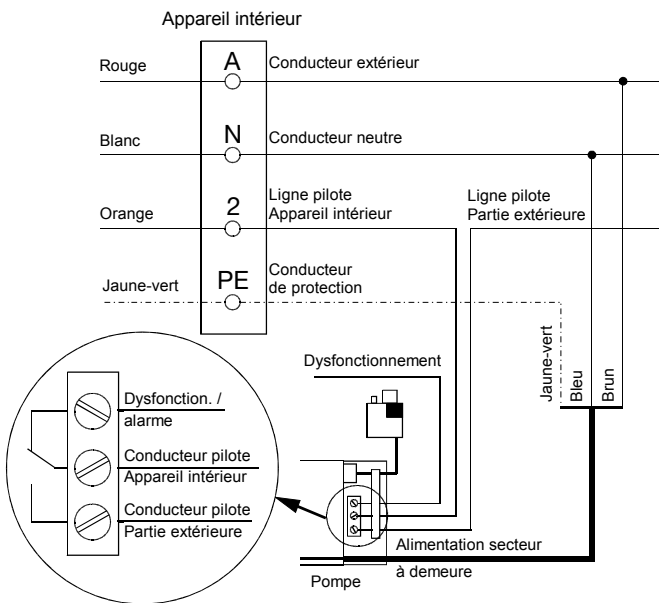 Appareil intérieur
Rouge
A
Conducteur extérieur
Blanc
N
Conducteur neutre
Orange
2
Ligne pilote
Appareil intérieur
Ligne pilote
Partie extérieure
Jaune-vert
PE
Conducteur
de protection
Jaune-vert
Bleu
Brun
Dysfonctionnement
Dysfonction. /
alarme
Conducteur pilote
Appareil intérieur
Conducteur pilote
Partie extérieure
Alimentation secteur
à demeure
Pompe